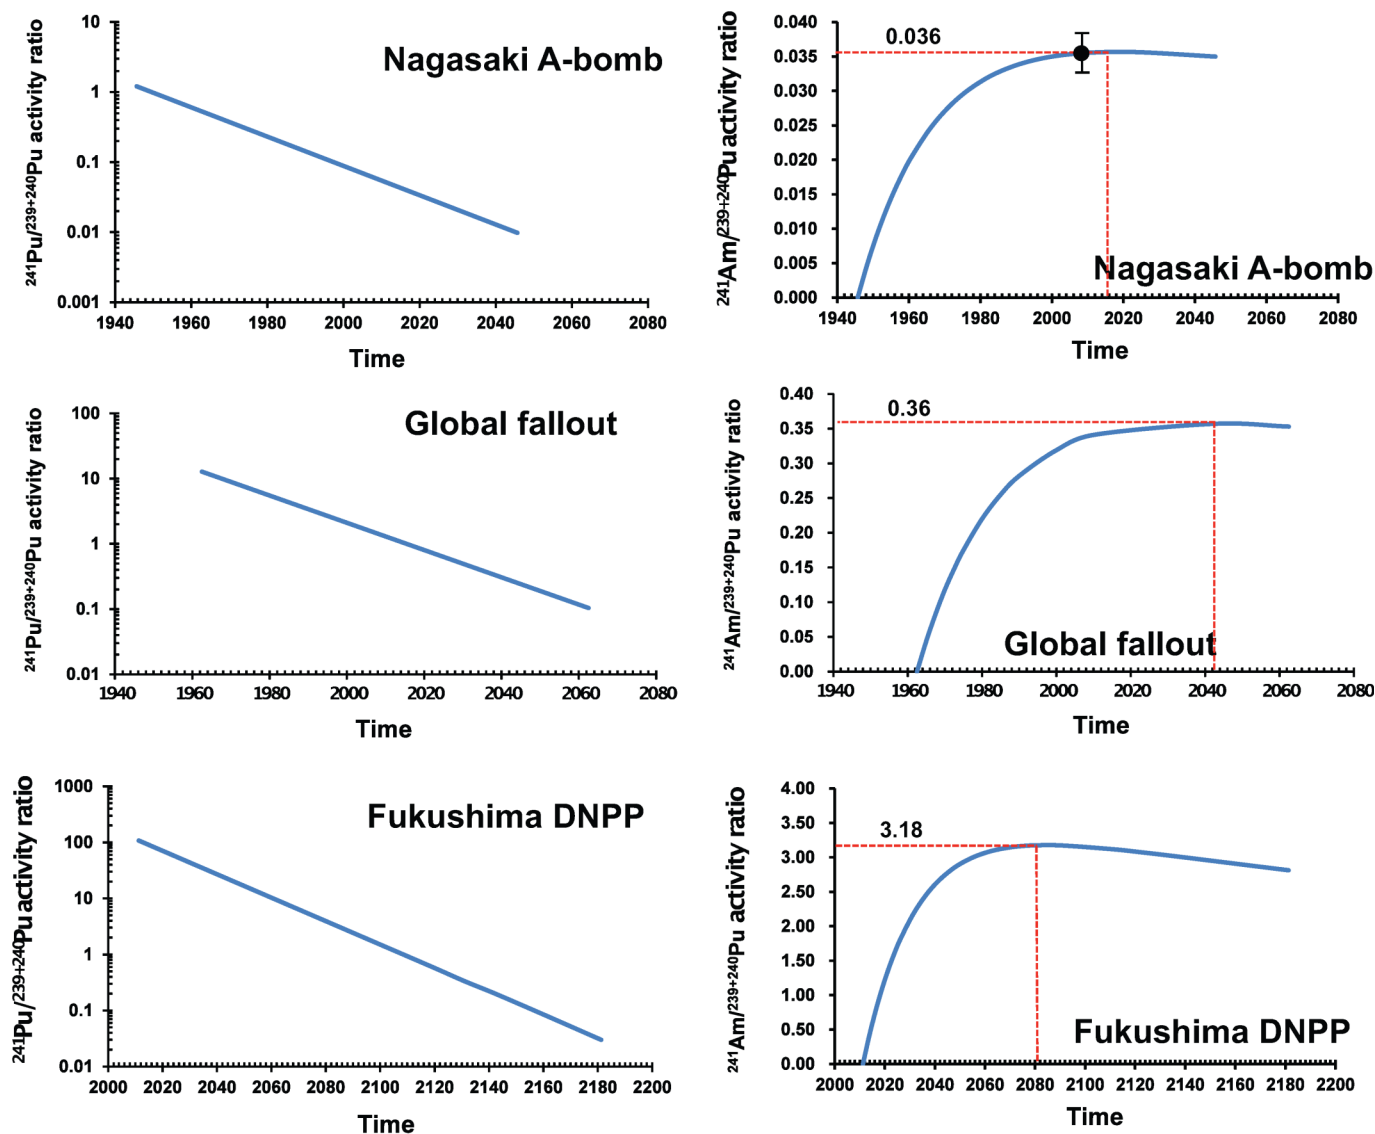 ²⁴¹Pu/²³⁹⁺²⁴⁰Pu activity ratio
10
1
0.1
0.01
0.001
Nagasaki A-bomb
1940 1960 1980 2000 2020 2040 2060 2080
Time
²⁴¹Am/²³⁹⁺²⁴⁰Pu activity ratio
0.040
0.035
0.030
0.025
0.020
0.015
0.010
0.005
0.000
0.036
Nagasaki A-bomb
1940 1960 1980 2000 2020 2040 2060 2080
Time
²⁴¹Pu/²³⁹⁺²⁴⁰Pu activity ratio
100
10
1
0.1
0.01
Global fallout
1940 1960 1980 2000 2020 2040 2060 2080
Time
²⁴¹Am/²³⁹⁺²⁴⁰Pu activity ratio
0.40
0.35
0.30
0.25
0.20
0.15
0.10
0.05
0.00
0.36
Global fallout
1940 1960 1980 2000 2020 2040 2060 2080
Time
²⁴¹Pu/²³⁹⁺²⁴⁰Pu activity ratio
1000
100
10
1
0.1
0.01
Fukushima DNPP
2000 2020 2040 2060 2080 2100 2120 2140 2160 2180 2200
Time
²⁴¹Am/²³⁹⁺²⁴⁰Pu activity ratio
4.00
3.50
3.00
2.50
2.00
1.50
1.00
0.50
0.00
3.18
Fukushima DNPP
2000 2020 2040 2060 2080 2100 2120 2140 2160 2180 2200
Time